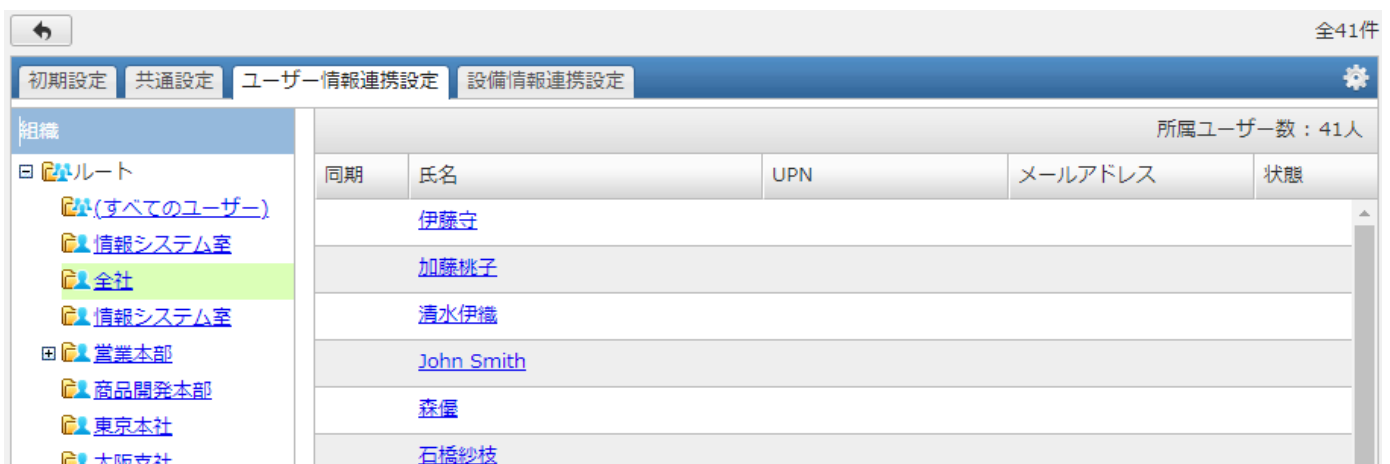 全41件
初期設定 共通設定 ユーザー情報連携設定 設備情報連携設定
組織
所属ユーザー数：41人
ルート
同期 氏名 UPN メールアドレス 状態
(すべてのユーザー)
伊藤守
情報システム室
加藤桃子
全社
清水伊織
情報システム室
営業本部
John Smith
商品開発本部
森優
東京本社
大阪支社
石橋紗枝